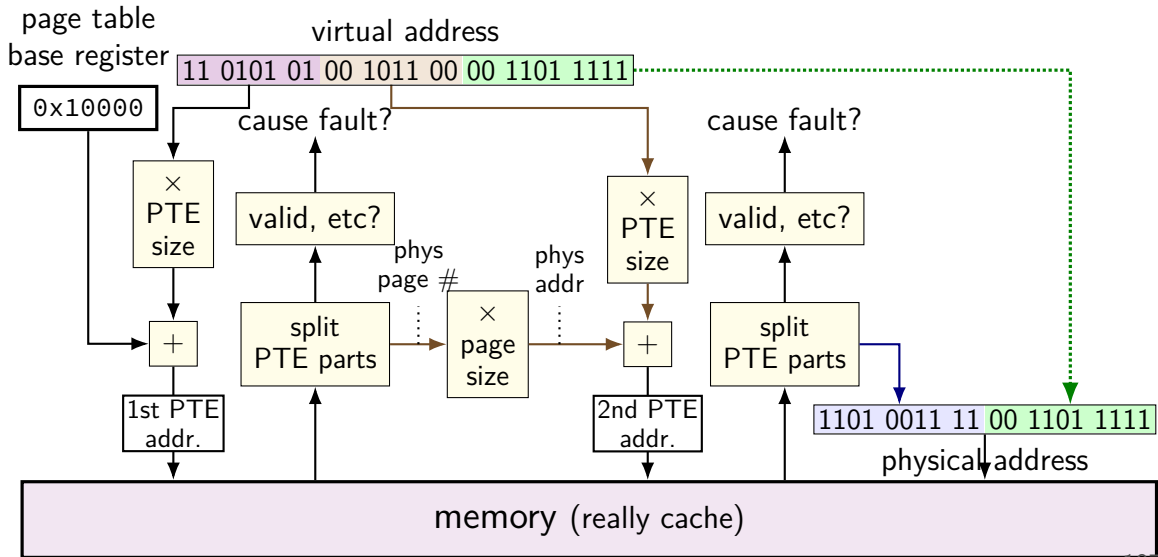 page table
base register
virtual address
11 0101 01 00 1011 00 00 1101 1111
0x10000
cause fault?
cause fault?
×
PTE
size
valid, etc?
×
PTE
size
valid, etc?
phys
page #
phys
addr
+
split
PTE parts
×
page
size
+
split
PTE parts
1st PTE
addr.
2nd PTE
addr.
1101 0011 11 00 1101 1111
physical address
memory (really cache)